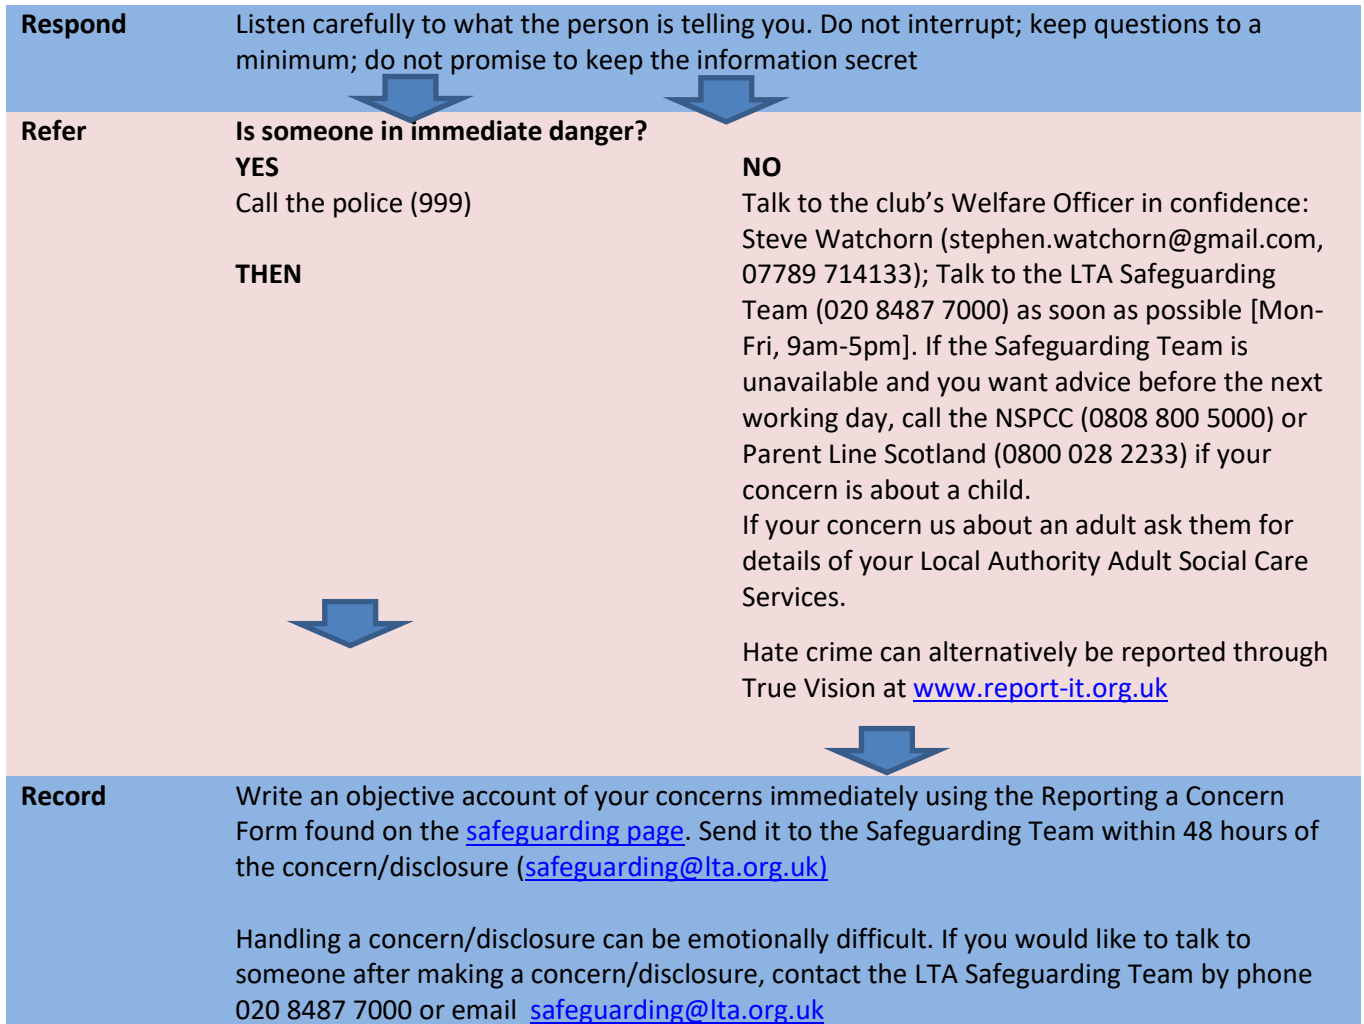 Respond
Listen carefully to what the person is telling you. Do not interrupt; keep questions to a
minimum; do not promise to keep the information secret
Refer
Is someone in immediate danger?
YES
Call the police (999)
THEN
NO
Talk to the club’s Welfare Officer in confidence:
Steve Watchorn (stephen.watchorn@gmail.com,
07789 714133); Talk to the LTA Safeguarding
Team (020 8487 7000) as soon as possible [Mon-
Fri, 9am-5pm]. If the Safeguarding Team is
unavailable and you want advice before the next
working day, call the NSPCC (0808 800 5000) or
Parent Line Scotland (0800 028 2233) if your
concern is about a child.
If your concern us about an adult ask them for
details of your Local Authority Adult Social Care
Services.
Hate crime can alternatively be reported through
True Vision at www.report-it.org.uk
Record
Write an objective account of your concerns immediately using the Reporting a Concern
Form found on the safeguarding page. Send it to the Safeguarding Team within 48 hours of
the concern/disclosure (safeguarding@lta.org.uk)
Handling a concern/disclosure can be emotionally difficult. If you would like to talk to
someone after making a concern/disclosure, contact the LTA Safeguarding Team by phone
020 8487 7000 or email  safeguarding@lta.org.uk